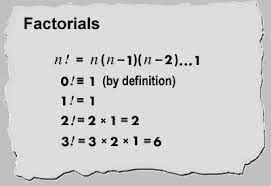 Factorials
n! = n(n-1)(n-2)...1
0! ≡ 1 (by definition)
1! = 1
2! = 2 × 1 = 2
3! = 3 × 2 × 1 = 6